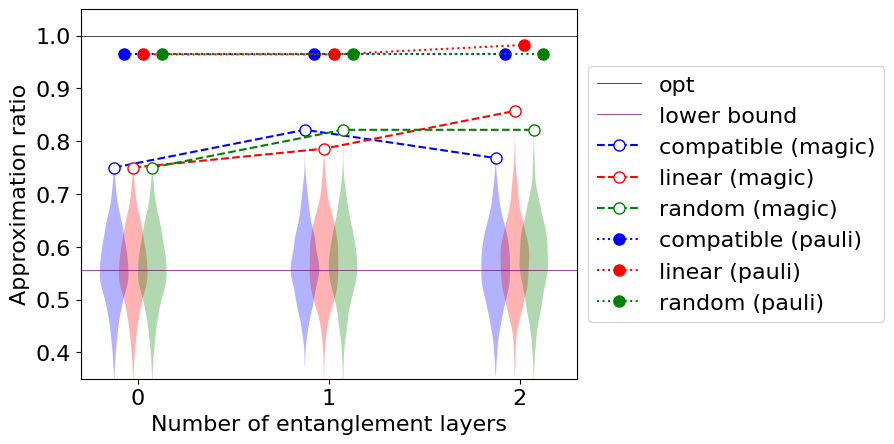 1.0
0.9
0.8
0.7
0.6
0.5
0.4
Approximation ratio
0 1 2
Number of entanglement layers
opt
lower bound
compatible (magic)
linear (magic)
random (magic)
compatible (pauli)
linear (pauli)
random (pauli)